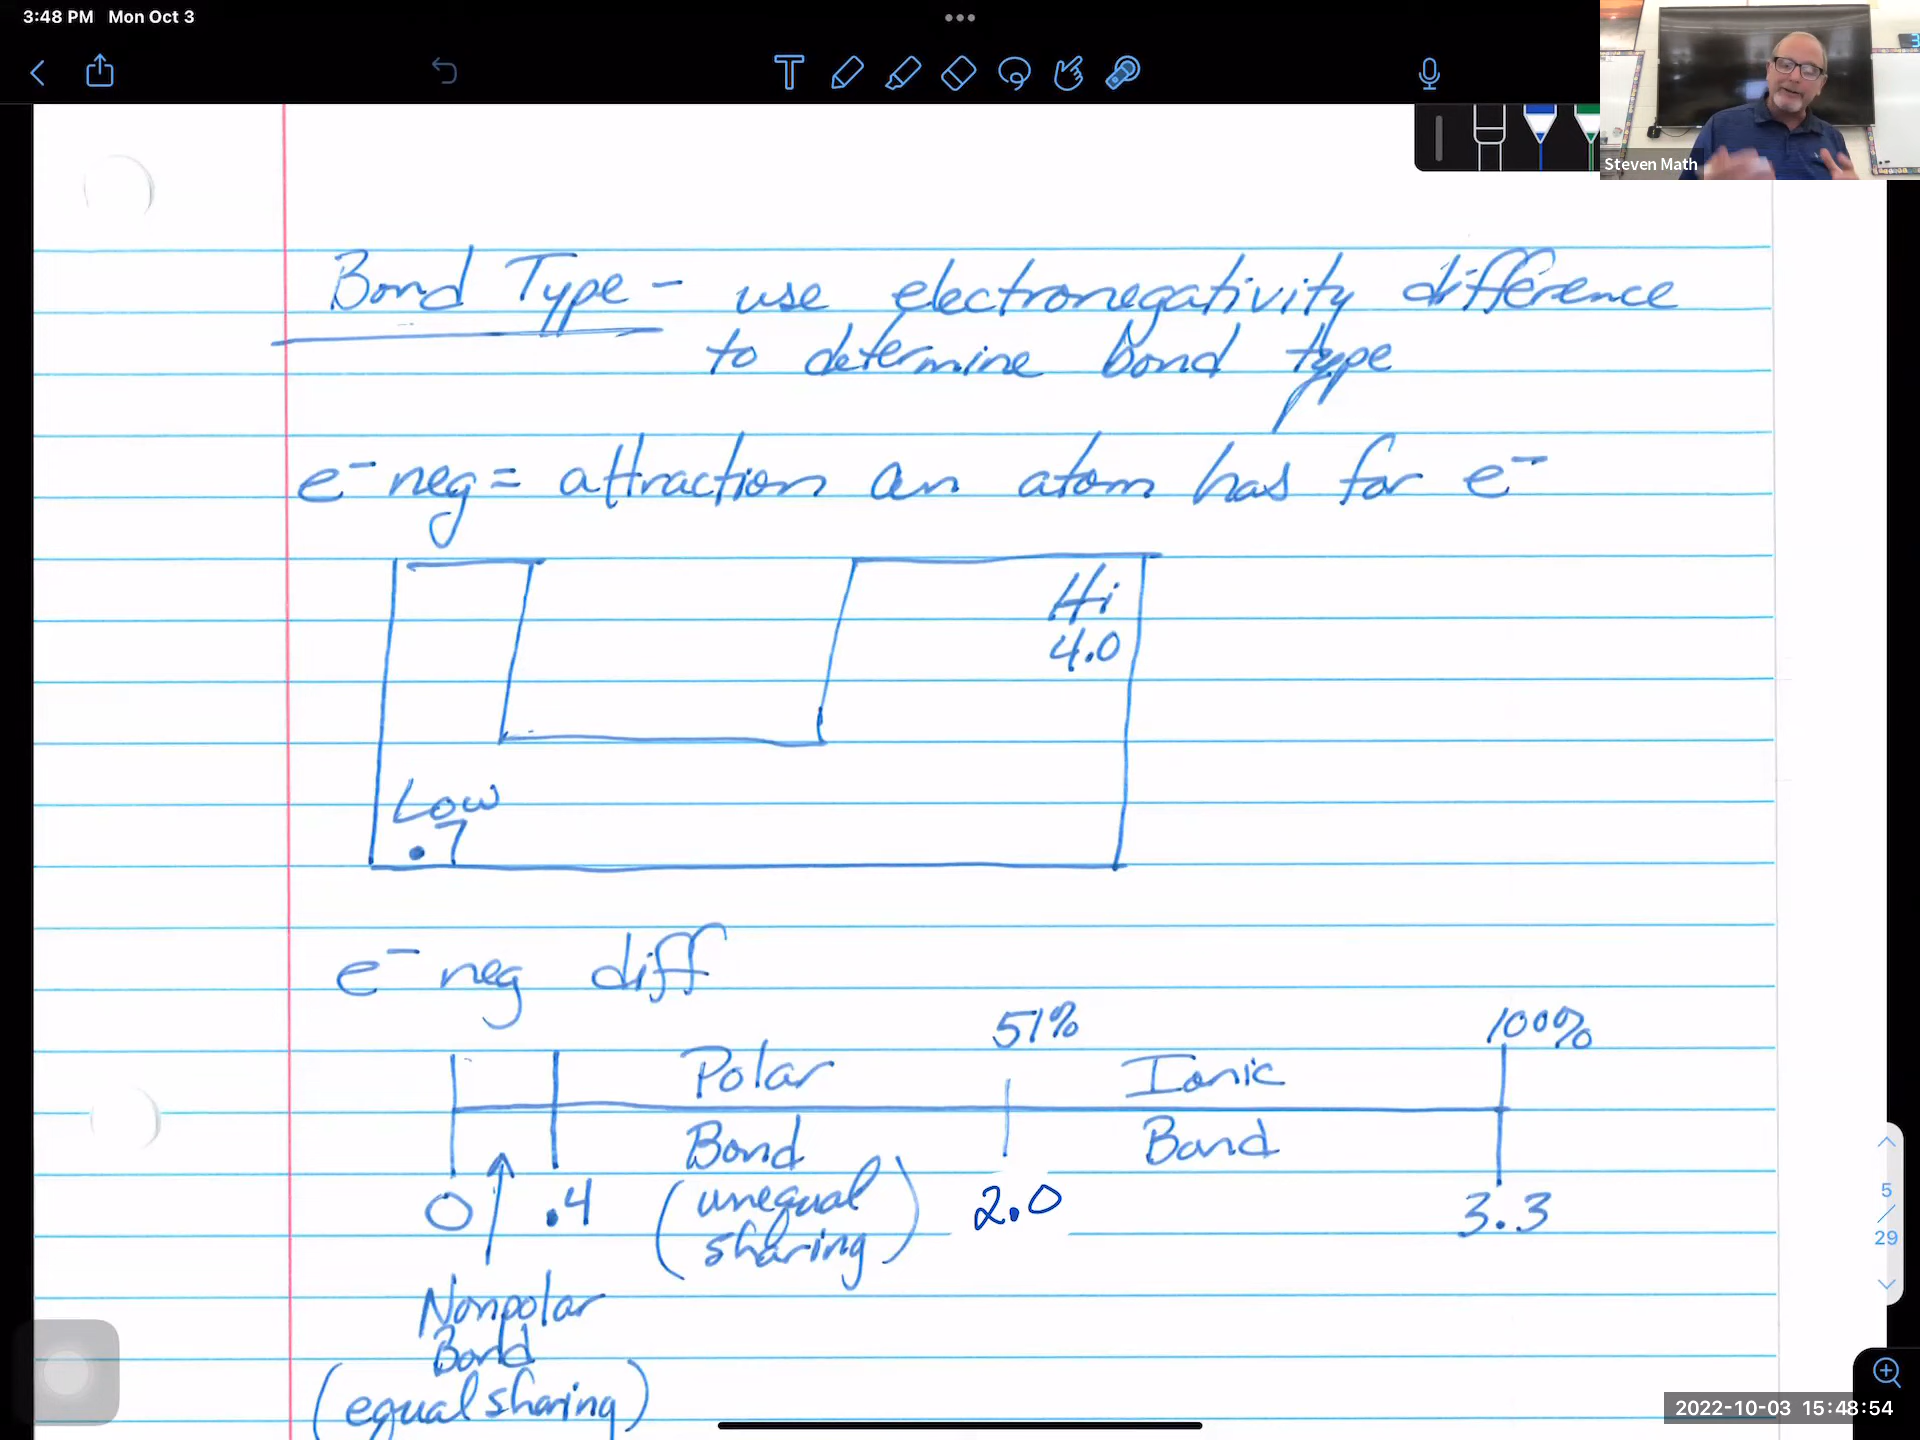 3:48 PM Mon Oct 3
Steven Math
Bond Type - use electronegativity difference
to determine bond type
e⁻ neg = attraction an atom has for e⁻
Hi
4.0
Low
.7
e⁻ neg diff
51% 100%
Polar Ionic
Bond Bond
0 .4 (unequal sharing) 2.0 3.3
Nonpolar
Bond
(equal sharing)
5
/
29
2022-10-03 15:48:54